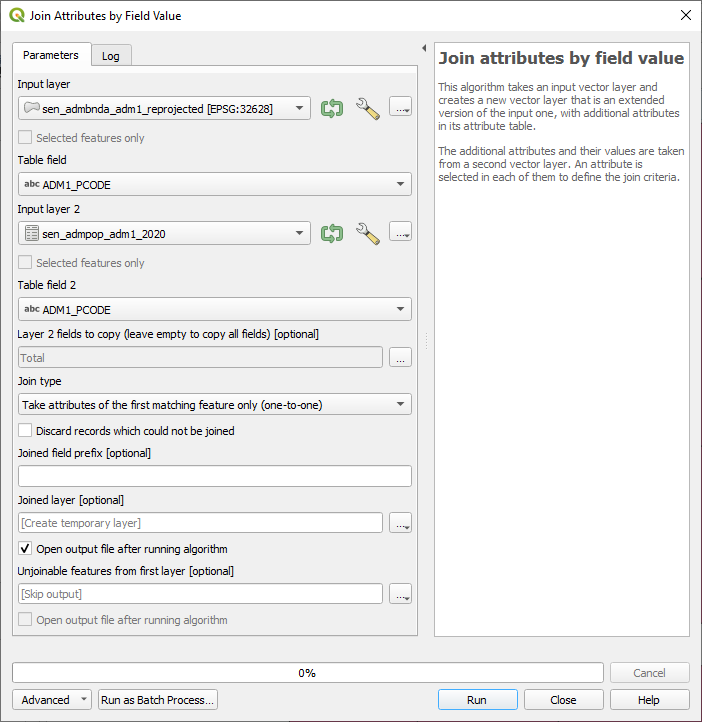 Join Attributes by Field Value
Parameters
Log
Input layer
sen_admbnda_adm1_reprojected [EPSG:32628]
...
Selected features only
Table field
abc ADM1_PCODE
Input layer 2
sen_admpop_adm1_2020
...
Selected features only
Table field 2
abc ADM1_PCODE
Layer 2 fields to copy (leave empty to copy all fields) [optional]
Total
...
Join type
Take attributes of the first matching feature only (one-to-one)
Discard records which could not be joined
Joined field prefix [optional]
Joined layer [optional]
[Create temporary layer]
...
Open output file after running algorithm
Unjoinable features from first layer [optional]
[Skip output]
...
Open output file after running algorithm
Join attributes by field value
This algorithm takes an input vector layer and
creates a new vector layer that is an extended
version of the input one, with additional attributes
in its attribute table.
The additional attributes and their values are taken
from a second vector layer. An attribute is
selected in each of them to define the join criteria.
0%
Cancel
Advanced
Run as Batch Process...
Run
Close
Help